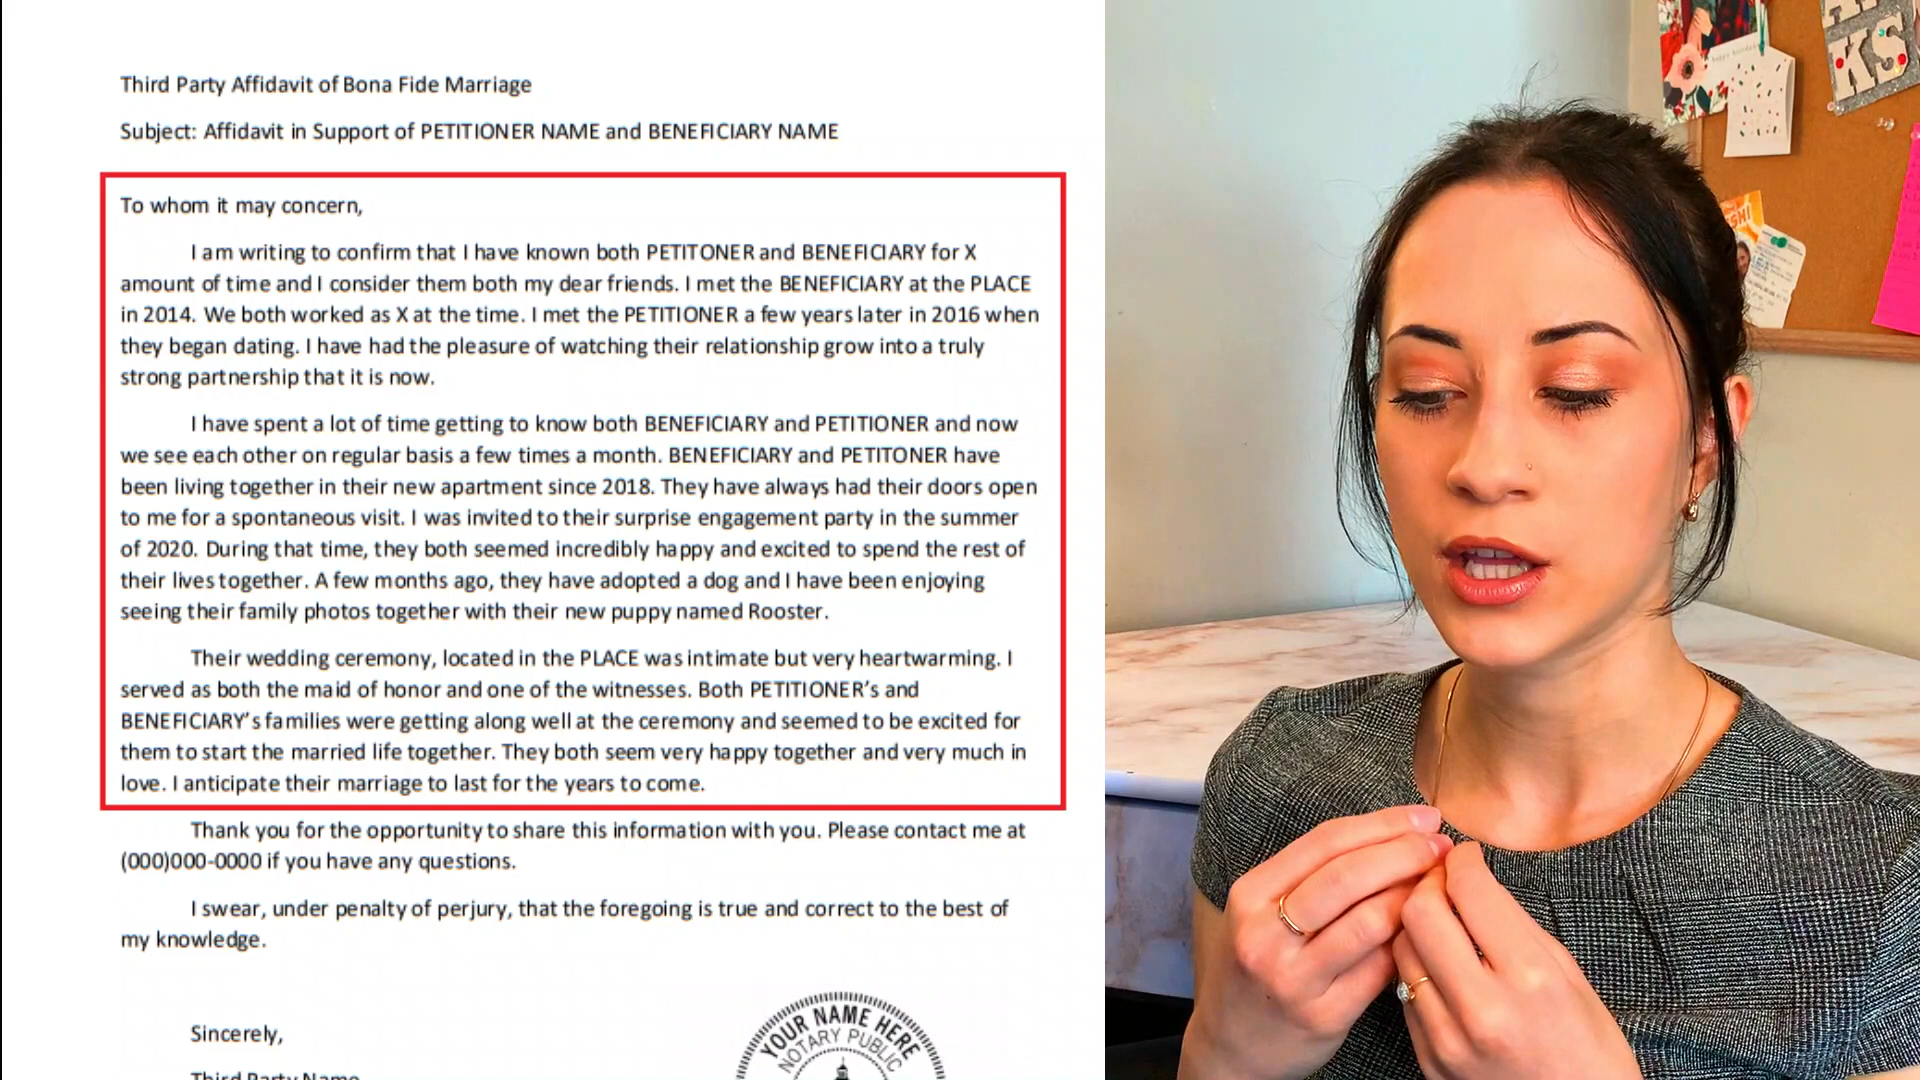 Third Party Affidavit of Bona Fide Marriage
Subject: Affidavit in Support of PETITIONER NAME and BENEFICIARY NAME
To whom it may concern,
I am writing to confirm that I have known both PETITONER and BENEFICIARY for X
amount of time and I consider them both my dear friends. I met the BENEFICIARY at the PLACE
in 2014. We both worked as X at the time. I met the PETITIONER a few years later in 2016 when
they began dating. I have had the pleasure of watching their relationship grow into a truly
strong partnership that it is now.
I have spent a lot of time getting to know both BENEFICIARY and PETITIONER and now
we see each other on regular basis a few times a month. BENEFICIARY and PETITONER have
been living together in their new apartment since 2018. They have always had their doors open
to me for a spontaneous visit. I was invited to their surprise engagement party in the summer
of 2020. During that time, they both seemed incredibly happy and excited to spend the rest of
their lives together. A few months ago, they have adopted a dog and I have been enjoying
seeing their family photos together with their new puppy named Rooster.
Their wedding ceremony, located in the PLACE was intimate but very heartwarming. I
served as both the maid of honor and one of the witnesses. Both PETITIONER's and
BENEFICIARY's families were getting along well at the ceremony and seemed to be excited for
them to start the married life together. They both seem very happy together and very much in
love. I anticipate their marriage to last for the years to come.
Thank you for the opportunity to share this information with you. Please contact me at
(000)000-0000 if you have any questions.
I swear, under penalty of perjury, that the foregoing is true and correct to the best of
my knowledge.
Sincerely,
Third Party Name
YOUR NAME HERE
NOTARY PUBLIC
KS